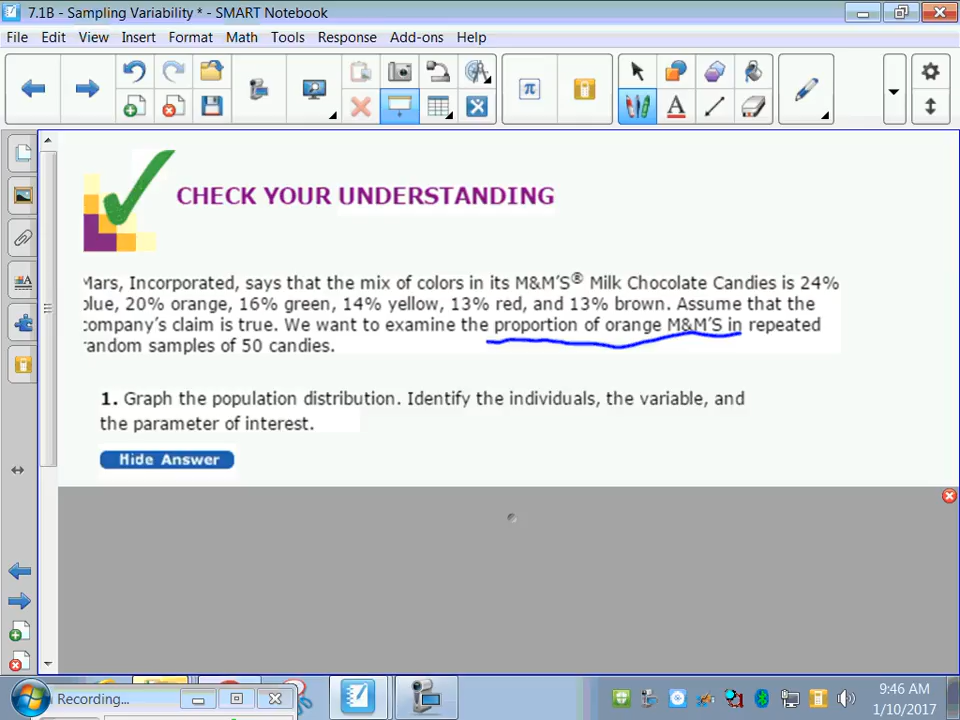 7.1B - Sampling Variability * - SMART Notebook
File Edit View Insert Format Math Tools Response Add-ons Help
π
A
CHECK YOUR UNDERSTANDING
Mars, Incorporated, says that the mix of colors in its M&M'S® Milk Chocolate Candies is 24%
blue, 20% orange, 16% green, 14% yellow, 13% red, and 13% brown. Assume that the
company's claim is true. We want to examine the proportion of orange M&M'S in repeated
random samples of 50 candies.
1. Graph the population distribution. Identify the individuals, the variable, and
the parameter of interest.
Hide Answer
Recording...
9:46 AM
1/10/2017